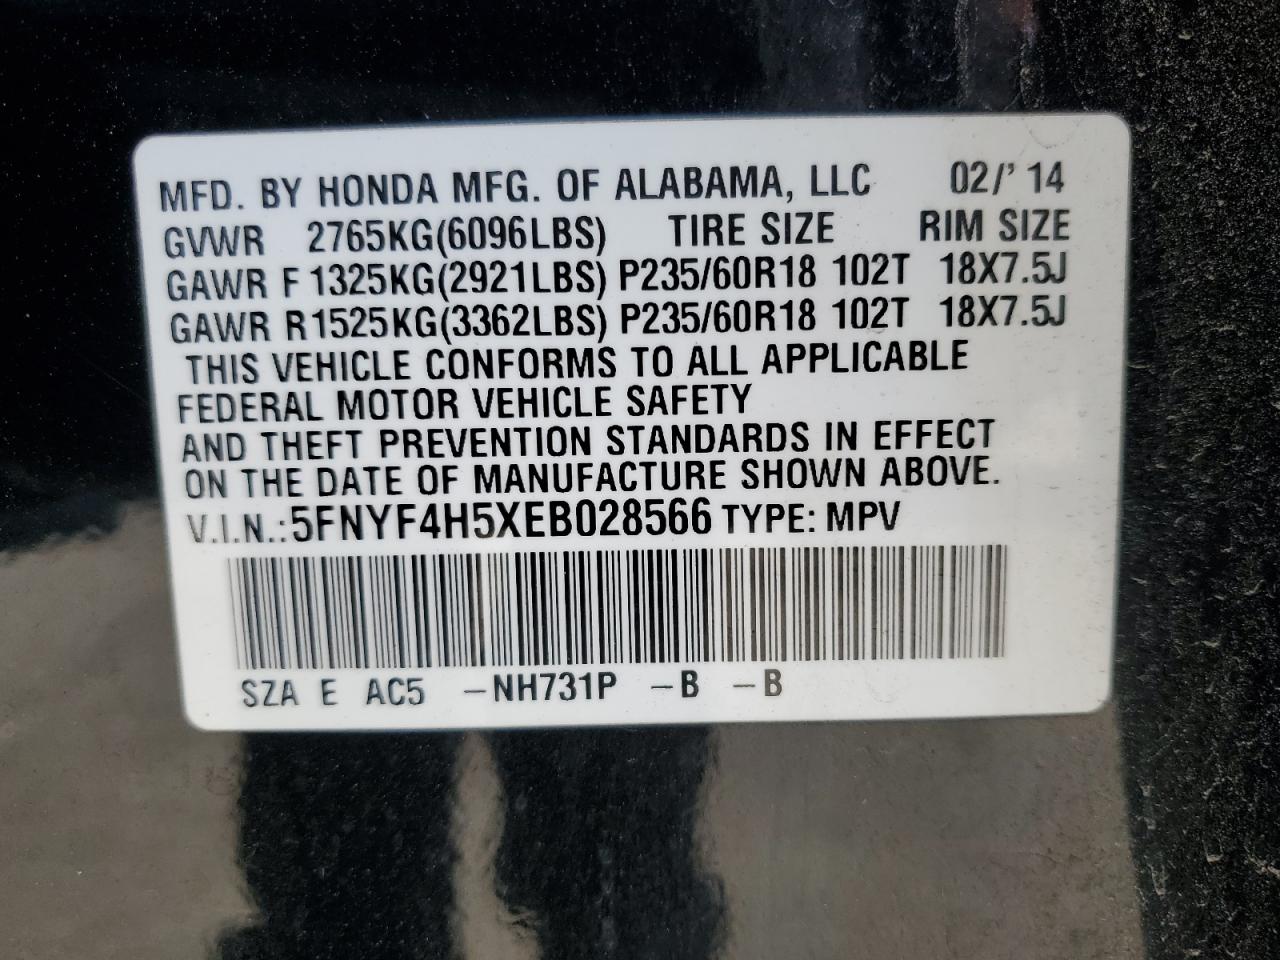 MFD. BY HONDA MFG. OF ALABAMA, LLC 02/' 14
GVWR 2765KG(6096LBS) TIRE SIZE RIM SIZE
GAWR F 1325KG(2921LBS) P235/60R18 102T 18X7.5J
GAWR R1525KG(3362LBS) P235/60R18 102T 18X7.5J
THIS VEHICLE CONFORMS TO ALL APPLICABLE
FEDERAL MOTOR VEHICLE SAFETY
AND THEFT PREVENTION STANDARDS IN EFFECT
ON THE DATE OF MANUFACTURE SHOWN ABOVE.
V.I.N.:5FNYF4H5XEB028566 TYPE: MPV
SZA E AC5 -NH731P -B -B